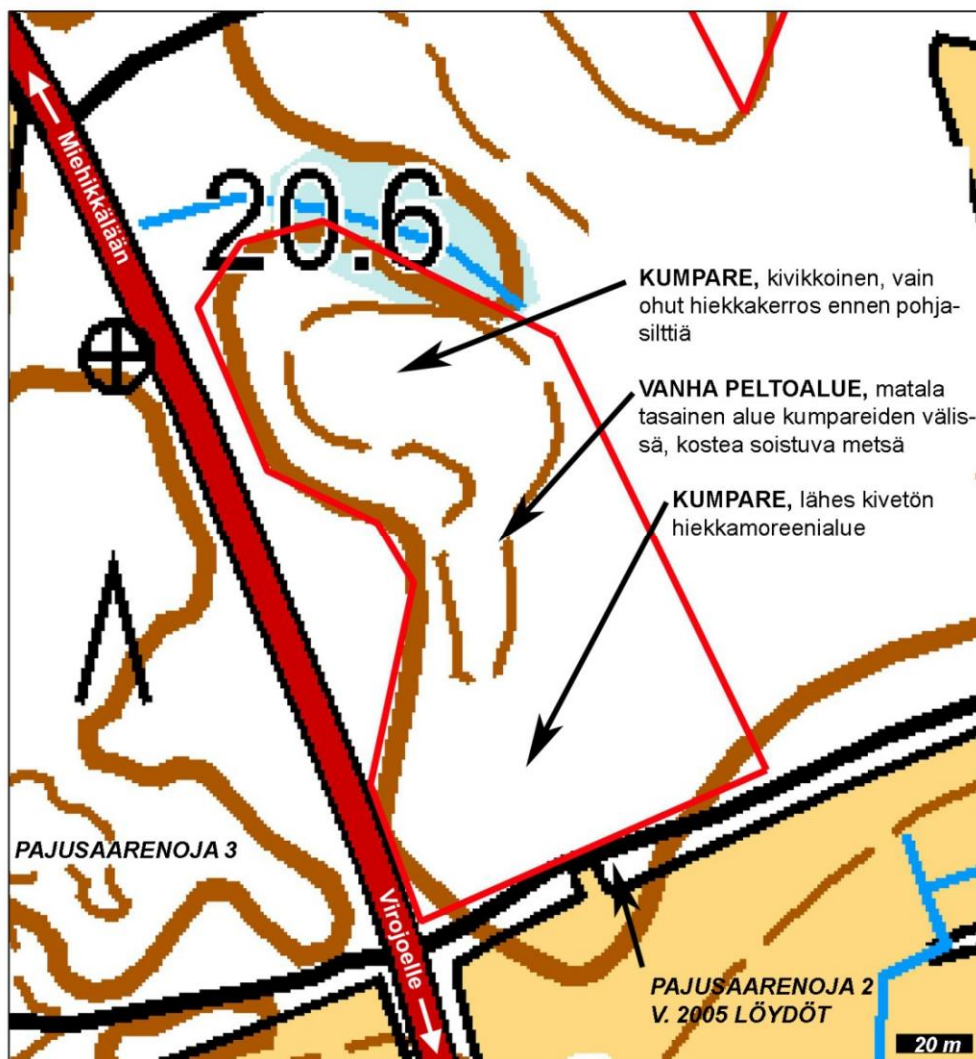 Miehikkälään
20.6
KUMPARE, kivikkoinen, vain
ohut hiekkakerros ennen pohja-
silttiä
VANHA PELTOALUE, matala
tasainen alue kumpareiden välis-
sä, kostea soistuva metsä
KUMPARE, lähes kivetön
hiekkamoreenialue
PAJUSAARENOJA 3
Virojoelle
PAJUSAARENOJA 2
V. 2005 LÖYDÖT
20 m